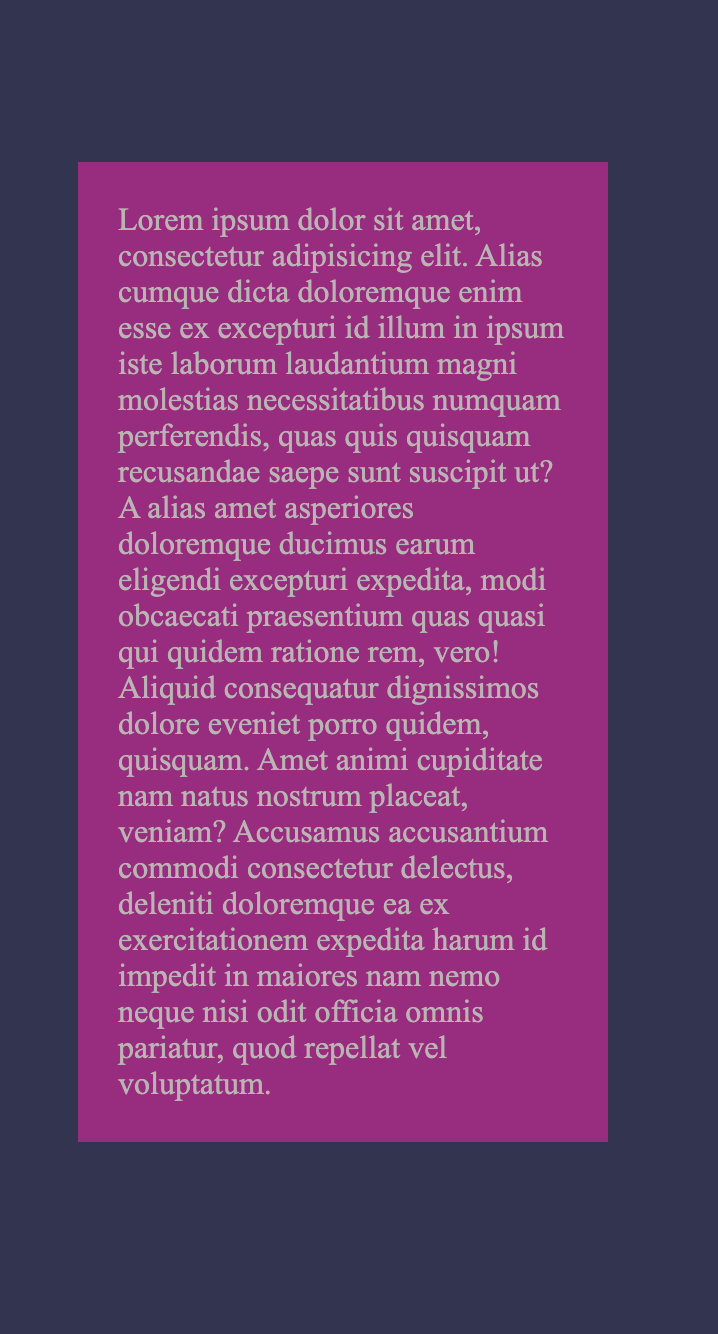 Lorem ipsum dolor sit amet,
consectetur adipisicing elit. Alias
cumque dicta doloremque enim
esse ex excepturi id illum in ipsum
iste laborum laudantium magni
molestias necessitatibus numquam
perferendis, quas quis quisquam
recusandae saepe sunt suscipit ut?
A alias amet asperiores
doloremque ducimus earum
eligendi excepturi expedita, modi
obcaecati praesentium quas quasi
qui quidem ratione rem, vero!
Aliquid consequatur dignissimos
dolore eveniet porro quidem,
quisquam. Amet animi cupiditate
nam natus nostrum placeat,
veniam? Accusamus accusantium
commodi consectetur delectus,
deleniti doloremque ea ex
exercitationem expedita harum id
impedit in maiores nam nemo
neque nisi odit officia omnis
pariatur, quod repellat vel
voluptatum.